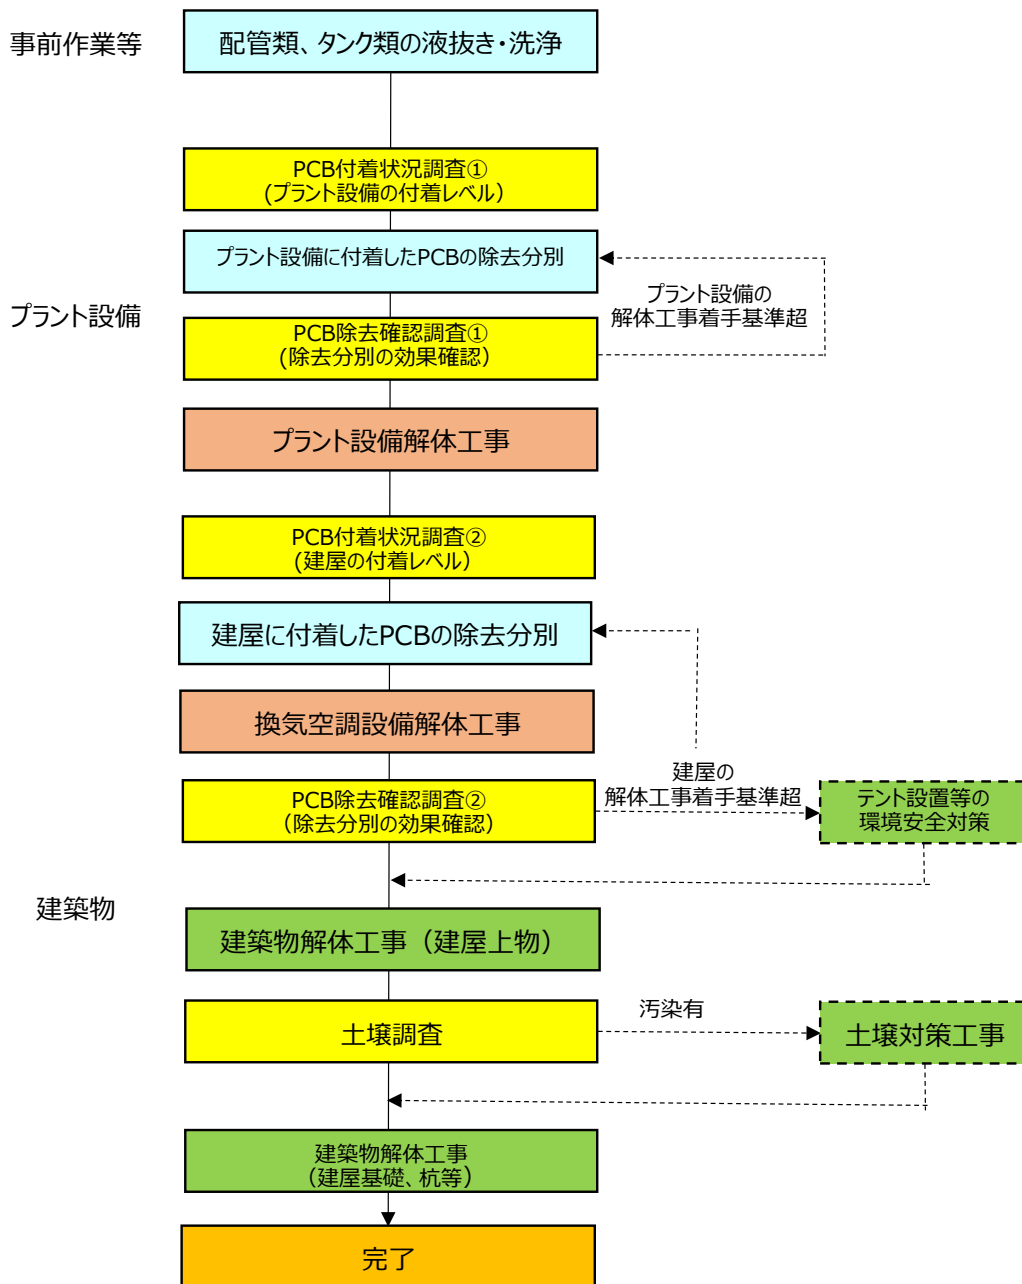 事前作業等
配管類、タンク類の液抜き・洗浄
PCB付着状況調査①
(プラント設備の付着レベル)
プラント設備に付着したPCBの除去分別
プラント設備の
解体工事着手基準超
プラント設備
PCB除去確認調査①
(除去分別の効果確認)
プラント設備解体工事
PCB付着状況調査②
(建屋の付着レベル)
建屋に付着したPCBの除去分別
換気空調設備解体工事
建屋の
解体工事着手基準超
PCB除去確認調査②
(除去分別の効果確認)
テント設置等の
環境安全対策
建築物
建築物解体工事（建屋上物）
土壌調査
汚染有
土壌対策工事
建築物解体工事
（建屋基礎、杭等）
完了